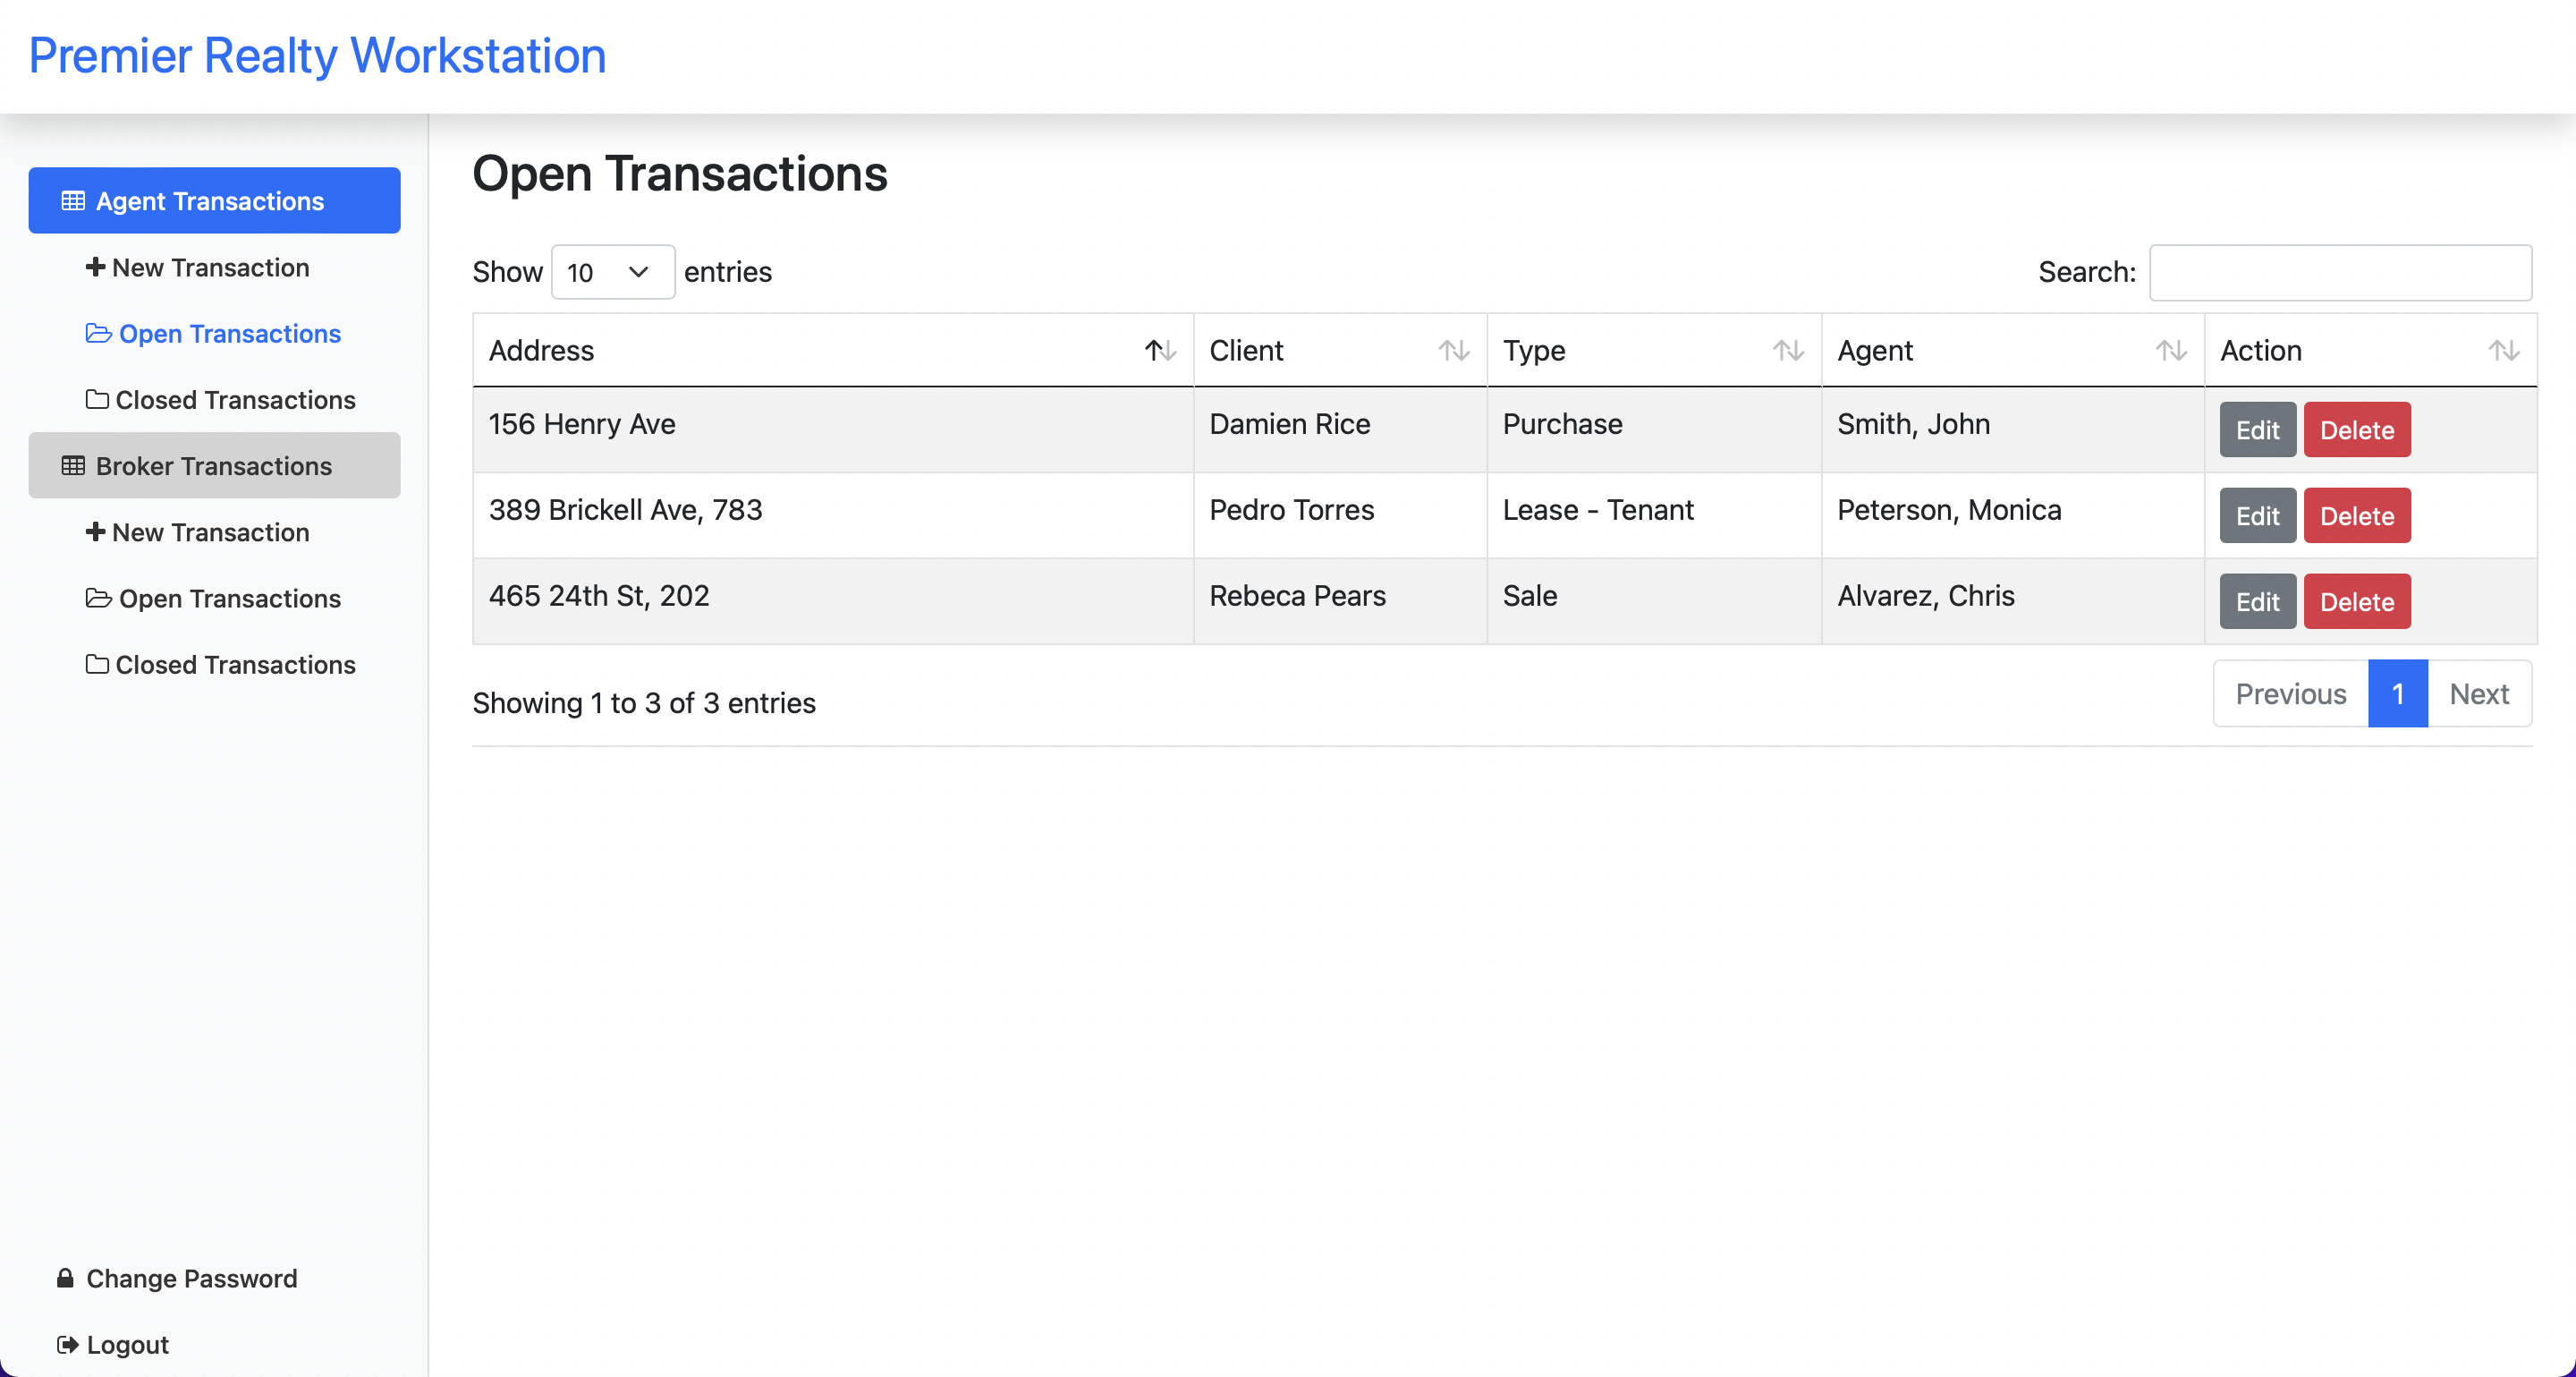 Premier Realty Workstation
Agent Transactions
New Transaction
Open Transactions
Closed Transactions
Broker Transactions
New Transaction
Open Transactions
Closed Transactions
Change Password
Logout
Open Transactions
Show 10 entries
Search:
Address Client Type Agent Action
156 Henry Ave Damien Rice Purchase Smith, John Edit Delete
389 Brickell Ave, 783 Pedro Torres Lease - Tenant Peterson, Monica Edit Delete
465 24th St, 202 Rebeca Pears Sale Alvarez, Chris Edit Delete
Showing 1 to 3 of 3 entries
Previous 1 Next